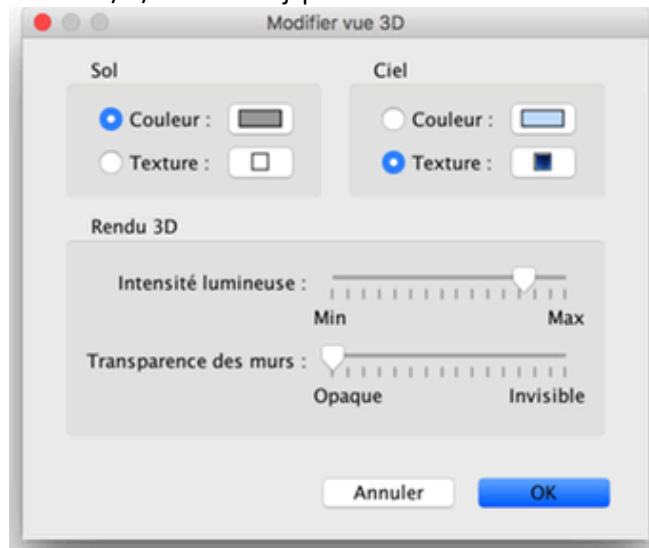 Modifier vue 3D
Sol
Ciel
Couleur :
Couleur :
Texture :
Texture :
Rendu 3D
Intensité lumineuse :
Min
Max
Transparence des murs :
Opaque
Invisible
Annuler
OK